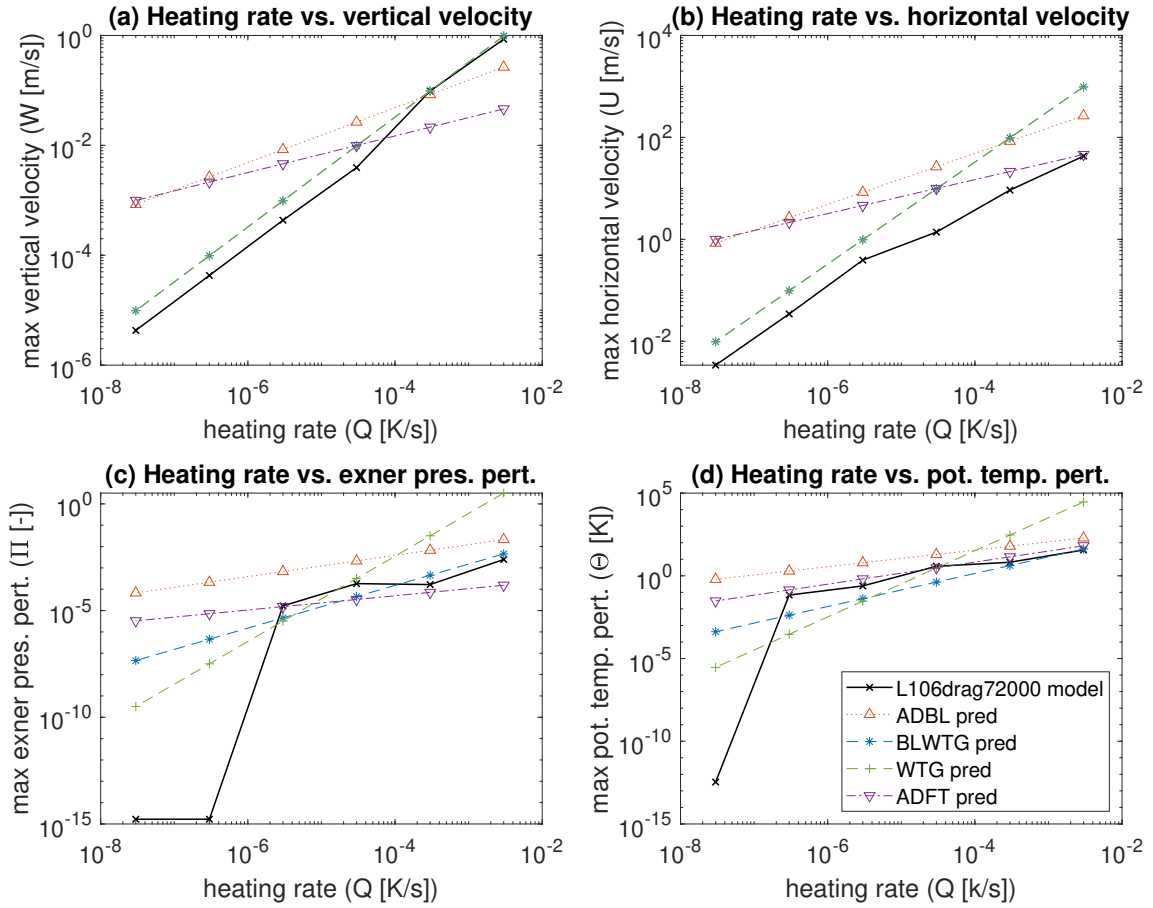 (a) Heating rate vs. vertical velocity
max vertical velocity (W [m/s])
10^0
10^-2
10^-4
10^-6
10^-8
10^-6
10^-4
10^-2
heating rate (Q [K/s])
(b) Heating rate vs. horizontal velocity
max horizontal velocity (U [m/s])
10^4
10^2
10^0
10^-2
10^-8
10^-6
10^-4
10^-2
heating rate (Q [K/s])
(c) Heating rate vs. exner pres. pert.
max exner pres. pert. (Π [-])
10^0
10^-5
10^-10
10^-15
10^-8
10^-6
10^-4
10^-2
heating rate (Q [K/s])
(d) Heating rate vs. pot. temp. pert.
max pot. temp. pert. (Θ [K])
10^5
10^0
10^-5
10^-10
10^-15
10^-8
10^-6
10^-4
10^-2
heating rate (Q [k/s])
L106drag72000 model
ADBL pred
BLWTG pred
WTG pred
ADFT pred